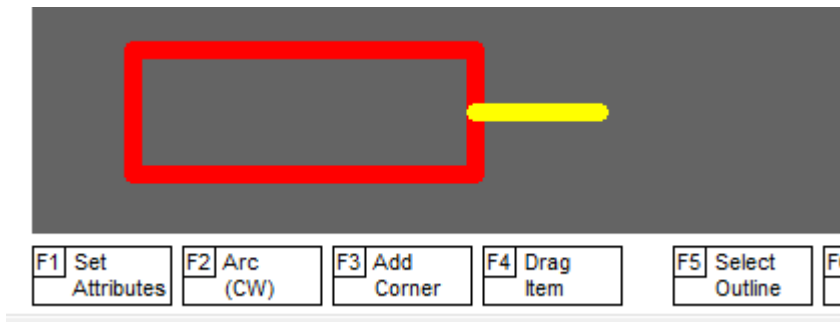 F1 Set
Attributes
F2 Arc
(CW)
F3 Add
Corner
F4 Drag
Item
F5 Select
Outline